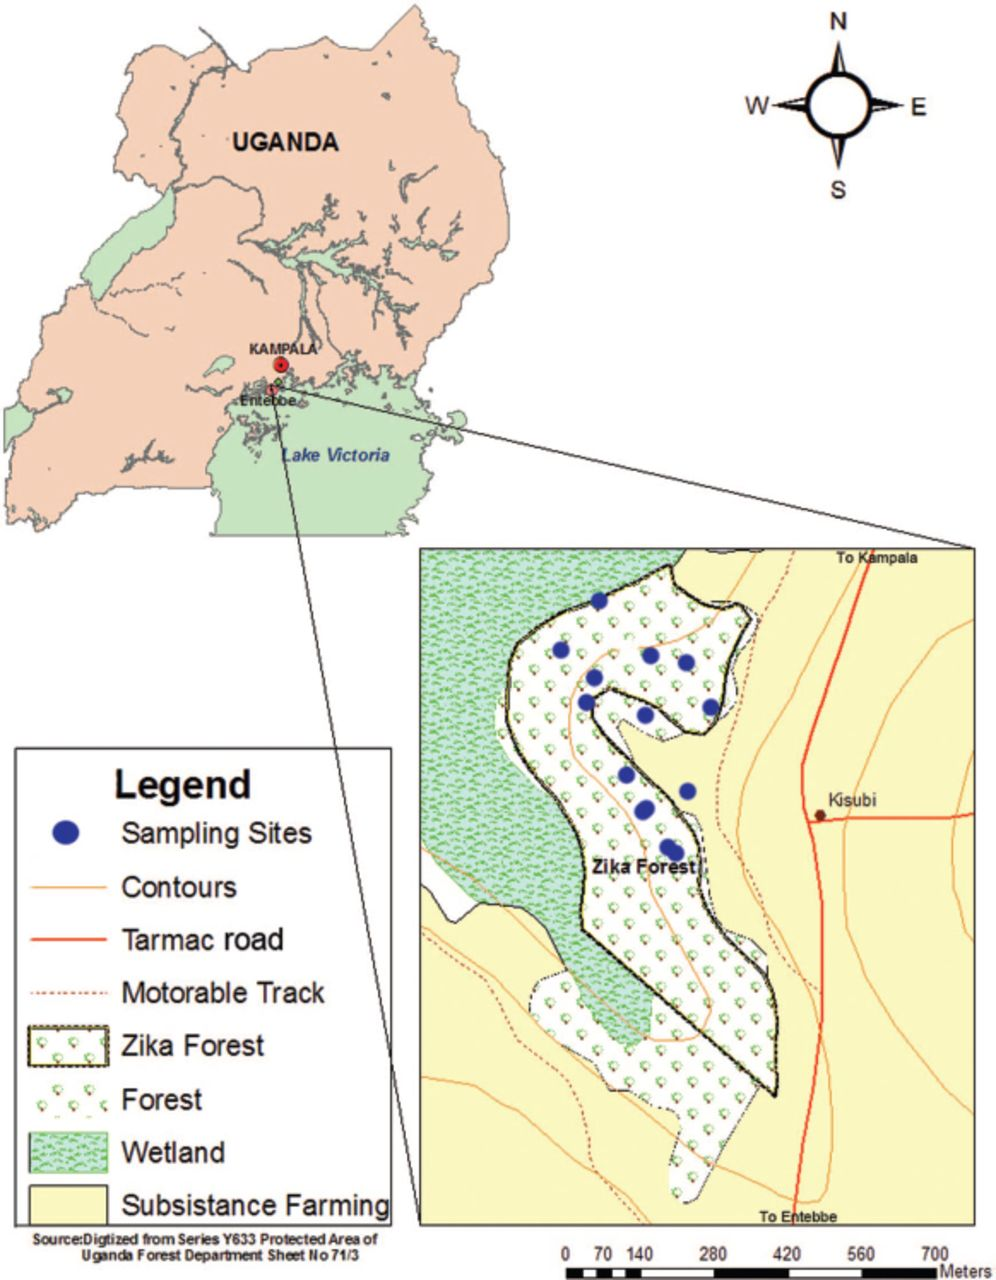 N
W E
S
UGANDA
KAMPALA
Entebbe
Lake Victoria
To Kampala
Kisubi
Zika Forest
To Entebbe
Legend
Sampling Sites
Contours
Tarmac road
Motorable Track
Zika Forest
Forest
Wetland
Subsistance Farming
Source:Digtized from Series Y633 Protected Area of
Uganda Forest Department Sheet No 71/3
0 70 140 280 420 560 700
Meters